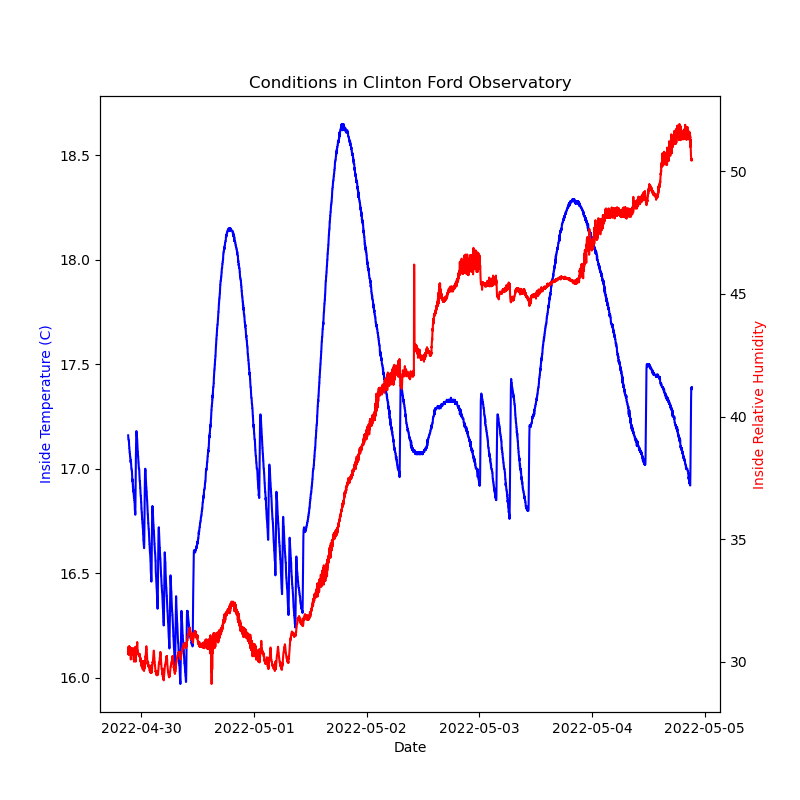 Conditions in Clinton Ford Observatory
18.5
18.0
17.5
17.0
16.5
16.0
Inside Temperature (C)
50
45
40
35
30
Inside Relative Humidity
2022-04-30 2022-05-01 2022-05-02 2022-05-03 2022-05-04 2022-05-05
Date